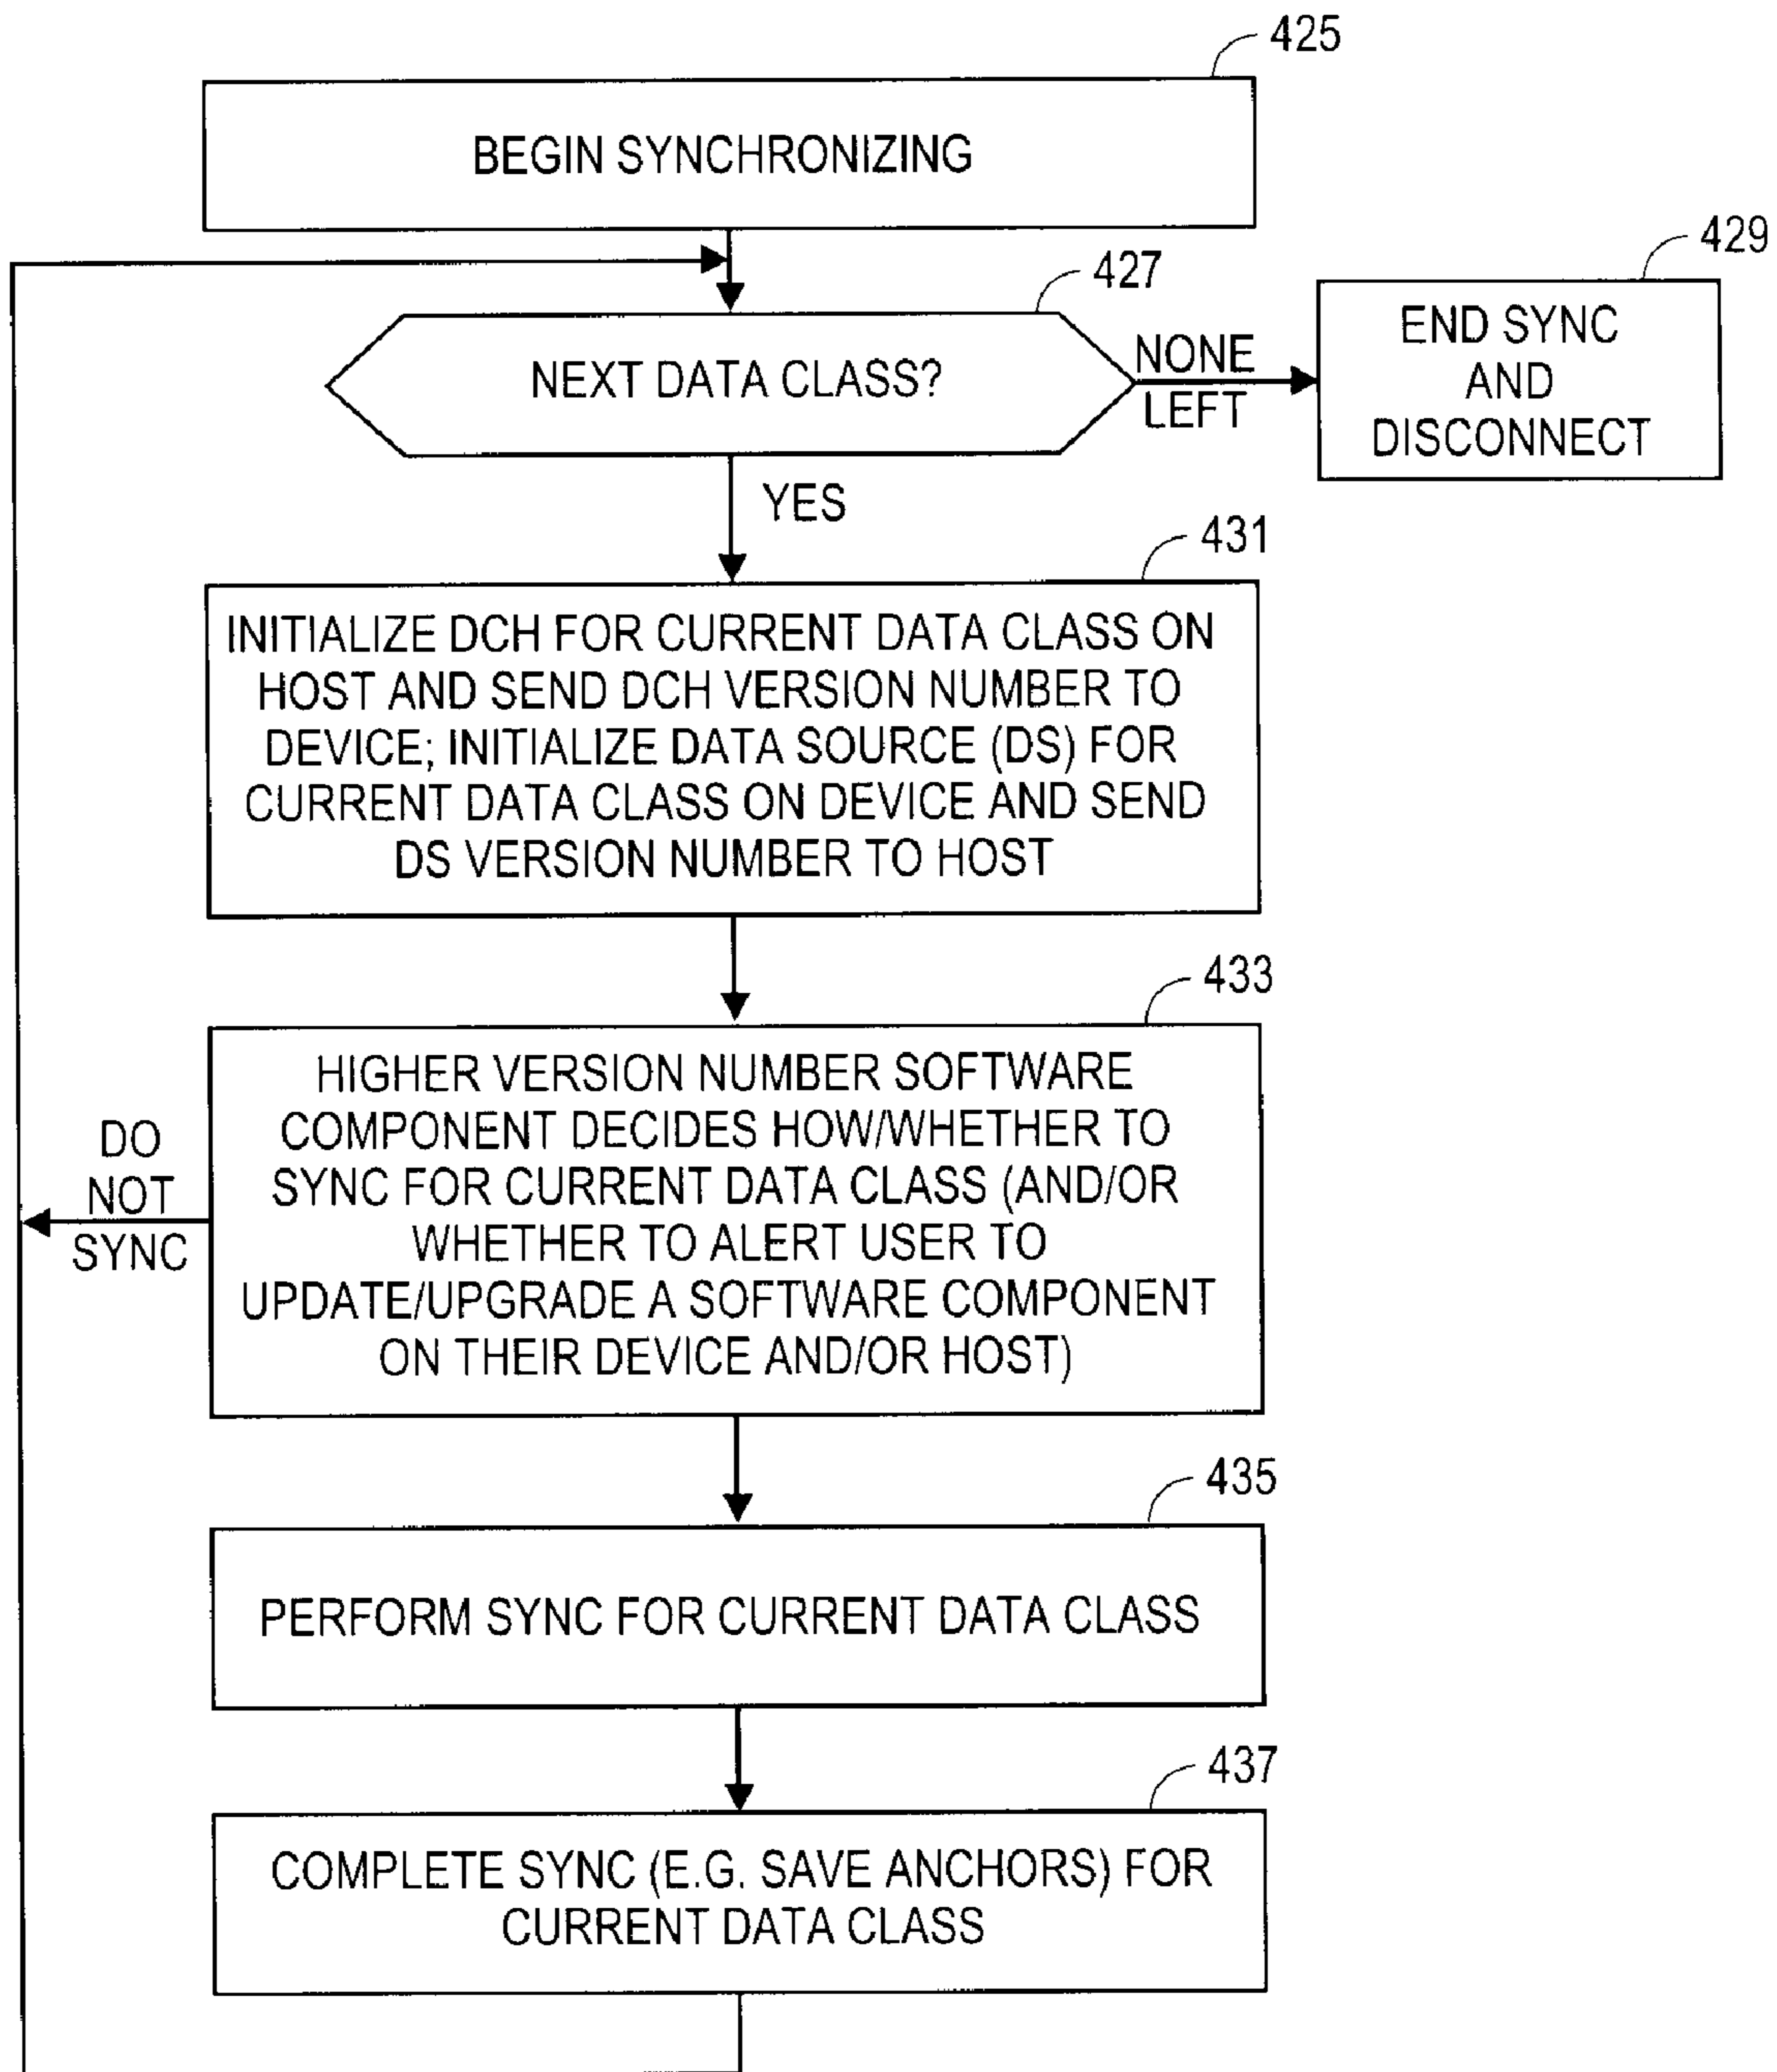 425
BEGIN SYNCHRONIZING
427
NEXT DATA CLASS?
NONE
LEFT
429
END SYNC
AND
DISCONNECT
YES
431
INITIALIZE DCH FOR CURRENT DATA CLASS ON
HOST AND SEND DCH VERSION NUMBER TO
DEVICE; INITIALIZE DATA SOURCE (DS) FOR
CURRENT DATA CLASS ON DEVICE AND SEND
DS VERSION NUMBER TO HOST
433
HIGHER VERSION NUMBER SOFTWARE
COMPONENT DECIDES HOW/WHETHER TO
SYNC FOR CURRENT DATA CLASS (AND/OR
WHETHER TO ALERT USER TO
UPDATE/UPGRADE A SOFTWARE COMPONENT
ON THEIR DEVICE AND/OR HOST)
DO
NOT
SYNC
435
PERFORM SYNC FOR CURRENT DATA CLASS
437
COMPLETE SYNC (E.G. SAVE ANCHORS) FOR
CURRENT DATA CLASS